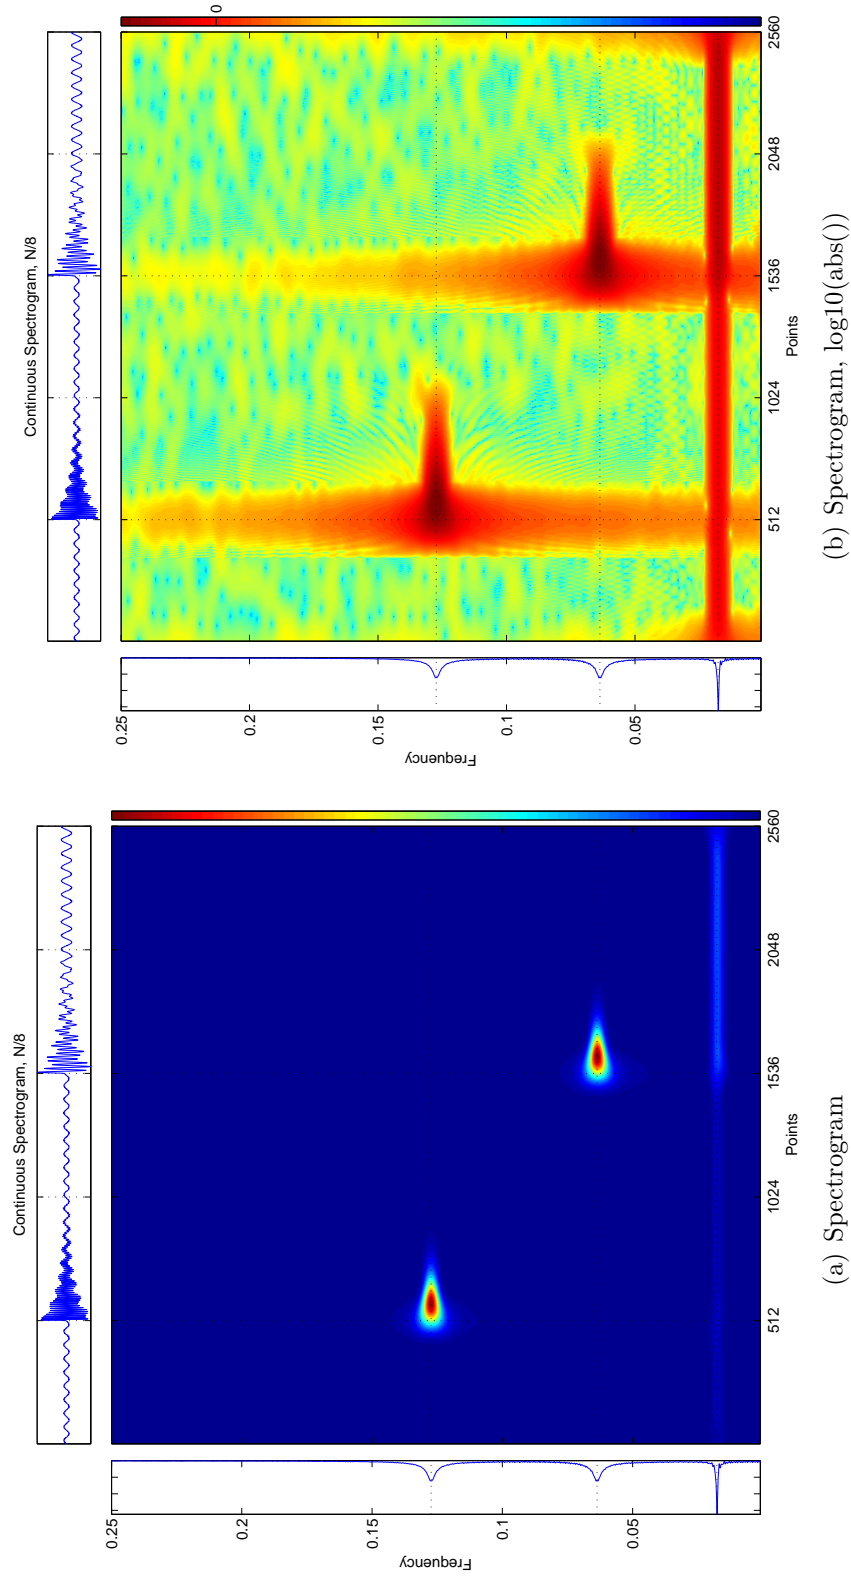 Continuous Spectrogram, N/8
0.25
0.2
0.15
0.1
0.05
Frequency
512
1024
1536
2048
2560
Points
(a) Spectrogram
Continuous Spectrogram, N/8
0
0.25
0.2
0.15
0.1
0.05
Frequency
512
1024
1536
2048
2560
Points
(b) Spectrogram, log10(abs())